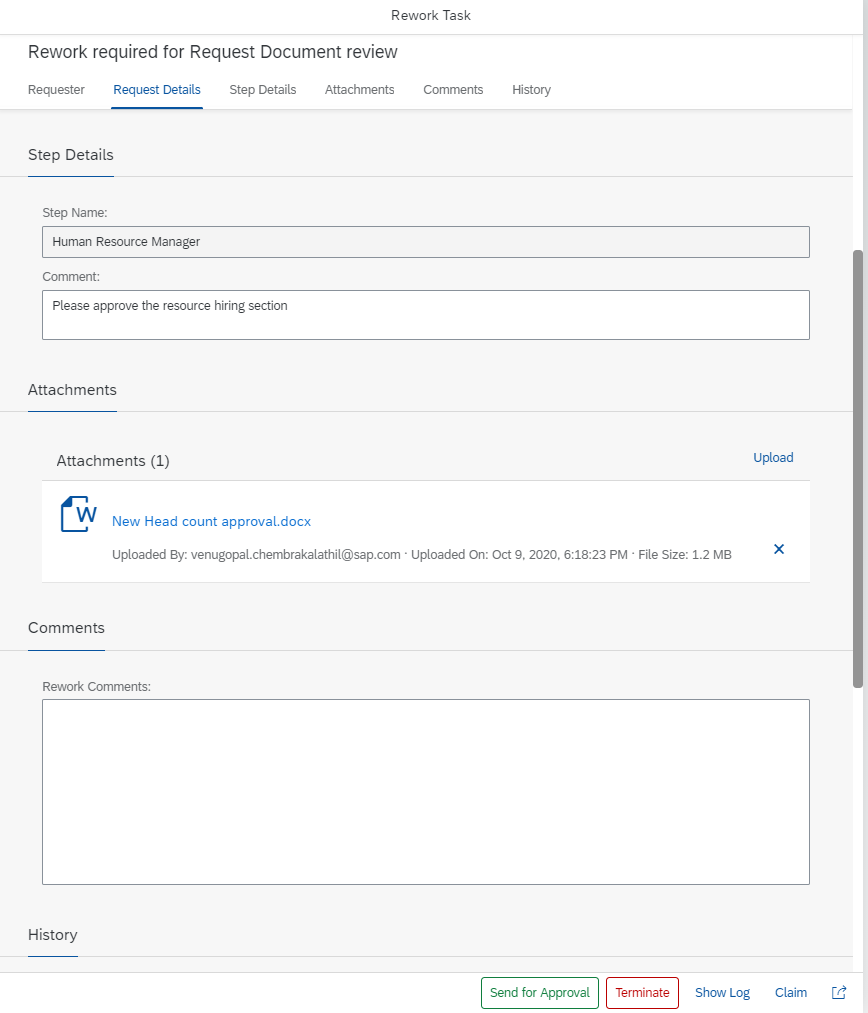 Rework Task
Rework required for Request Document review
Requester Request Details Step Details Attachments Comments History
Step Details
Step Name:
Human Resource Manager
Comment:
Please approve the resource hiring section
Attachments
Attachments (1) Upload
W
New Head count approval.docx
Uploaded By: venugopal.chembrakalathil@sap.com · Uploaded On: Oct 9, 2020, 6:18:23 PM · File Size: 1.2 MB
Comments
Rework Comments:
History
Send for Approval Terminate Show Log Claim